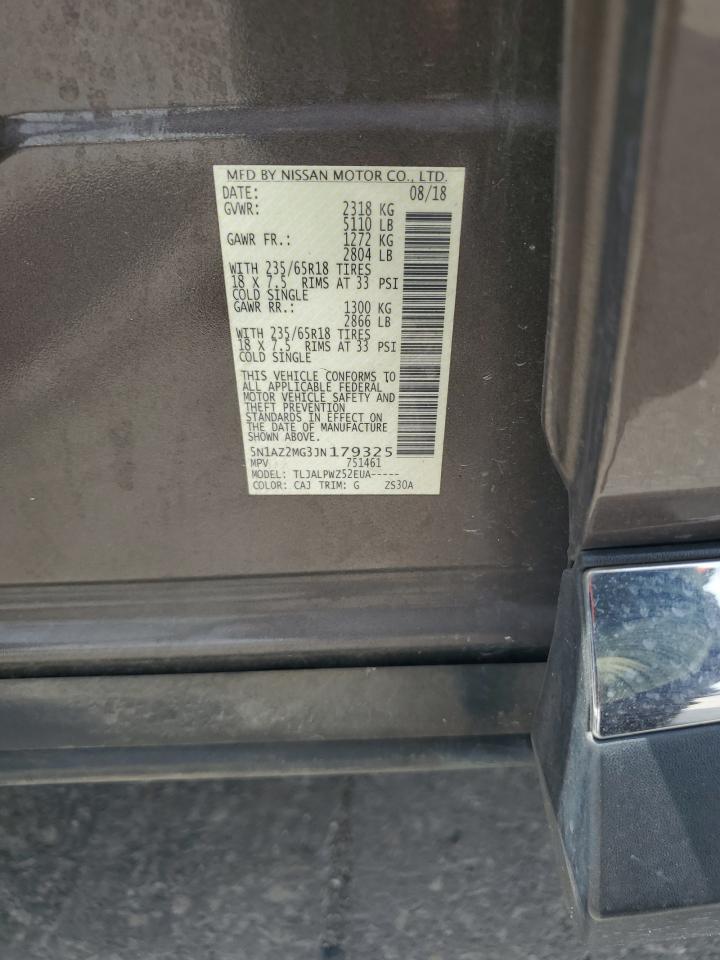 MFD BY NISSAN MOTOR CO., LTD.
DATE: 08/18
GVWR: 2318 KG
5110 LB
GAWR FR.: 1272 KG
2804 LB
WITH 235/65R18 TIRES
18 X 7.5 RIMS AT 33 PSI
COLD SINGLE
GAWR RR.: 1300 KG
2866 LB
WITH 235/65R18 TIRES
18 X 7.5 RIMS AT 33 PSI
COLD SINGLE
THIS VEHICLE CONFORMS TO
ALL APPLICABLE FEDERAL
MOTOR VEHICLE SAFETY AND
THEFT PREVENTION
STANDARDS IN EFFECT ON
THE DATE OF MANUFACTURE
SHOWN ABOVE.
5N1AZ2MG3JN179325
MPV 751461
MODEL: TLJALPWZ52EUA-----
COLOR: CAJ TRIM: G ZS30A